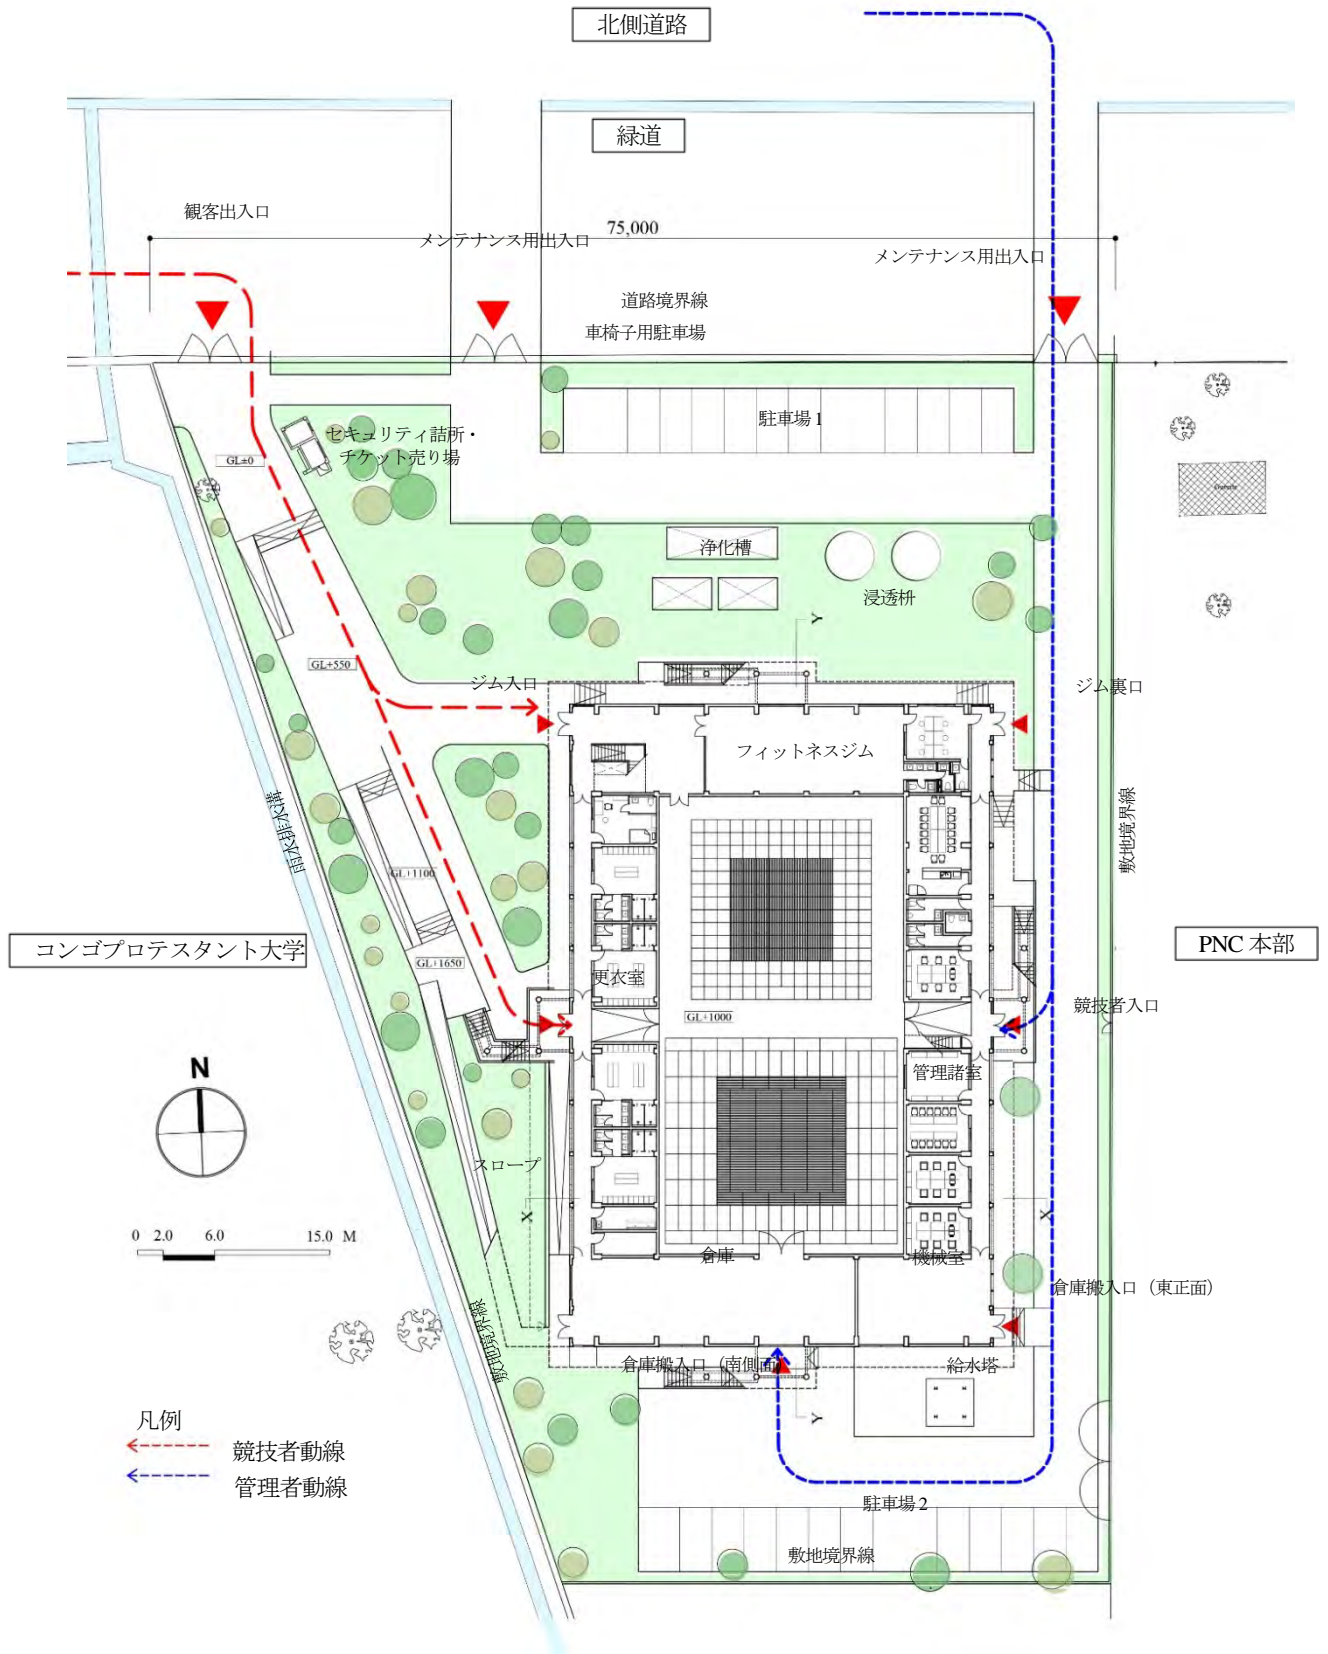 北側道路
緑道
観客出入口
75,000
メンテナンス用出入口
メンテナンス用出入口
道路境界線
車椅子用駐車場
駐車場 1
セキュリティ詰所・
チケット売り場
GL±0
浄化槽
浸透枡
Y
GL+550
ジム入口
ジム裏口
フィットネスジム
雨水排水溝
敷地境界線
GL+1100
コンゴプロテスタント大学
GL+1650
更衣室
PNC 本部
競技者入口
GL+1000
N
管理諸室
スロープ
X
X
0 2.0 6.0 15.0 M
倉庫
機械室
倉庫搬入口（東正面）
敷地境界線
倉庫搬入口（南側面）
給水塔
Y
凡例
競技者動線
管理者動線
駐車場 2
敷地境界線